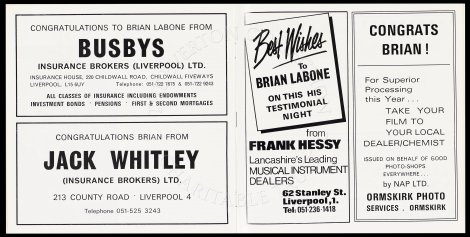 CONGRATULATIONS TO BRIAN LABONE FROM
BUSBYS
INSURANCE BROKERS (LIVERPOOL) LTD.
INSURANCE HOUSE, 220 CHILDWALL ROAD, CHILDWALL FIVEWAYS
LIVERPOOL, L15 6UY Telephone: 051-722 7875 & 051-722 9243
ALL CLASSES OF INSURANCE INCLUDING ENDOWMENTS
INVESTMENT BONDS · PENSIONS · FIRST & SECOND MORTGAGES
CONGRATULATIONS BRIAN FROM
JACK WHITLEY
(INSURANCE BROKERS) LTD.
213 COUNTY ROAD · LIVERPOOL 4
Telephone 051-525 3243
Best Wishes
To
BRIAN LABONE
ON THIS HIS
TESTIMONIAL
NIGHT
from
FRANK HESSY
Lancashire's Leading
MUSICAL INSTRUMENT
DEALERS
62 Stanley St.
Liverpool, 1.
Tel: 051-236-1418
CONGRATS
BRIAN !
For Superior
Processing
this Year...
TAKE YOUR
FILM TO
YOUR LOCAL
DEALER/CHEMIST
ISSUED ON BEHALF OF GOOD
PHOTO-SHOPS
EVERYWHERE..
by NAP LTD.
ORMSKIRK PHOTO
SERVICES . ORMSKIRK